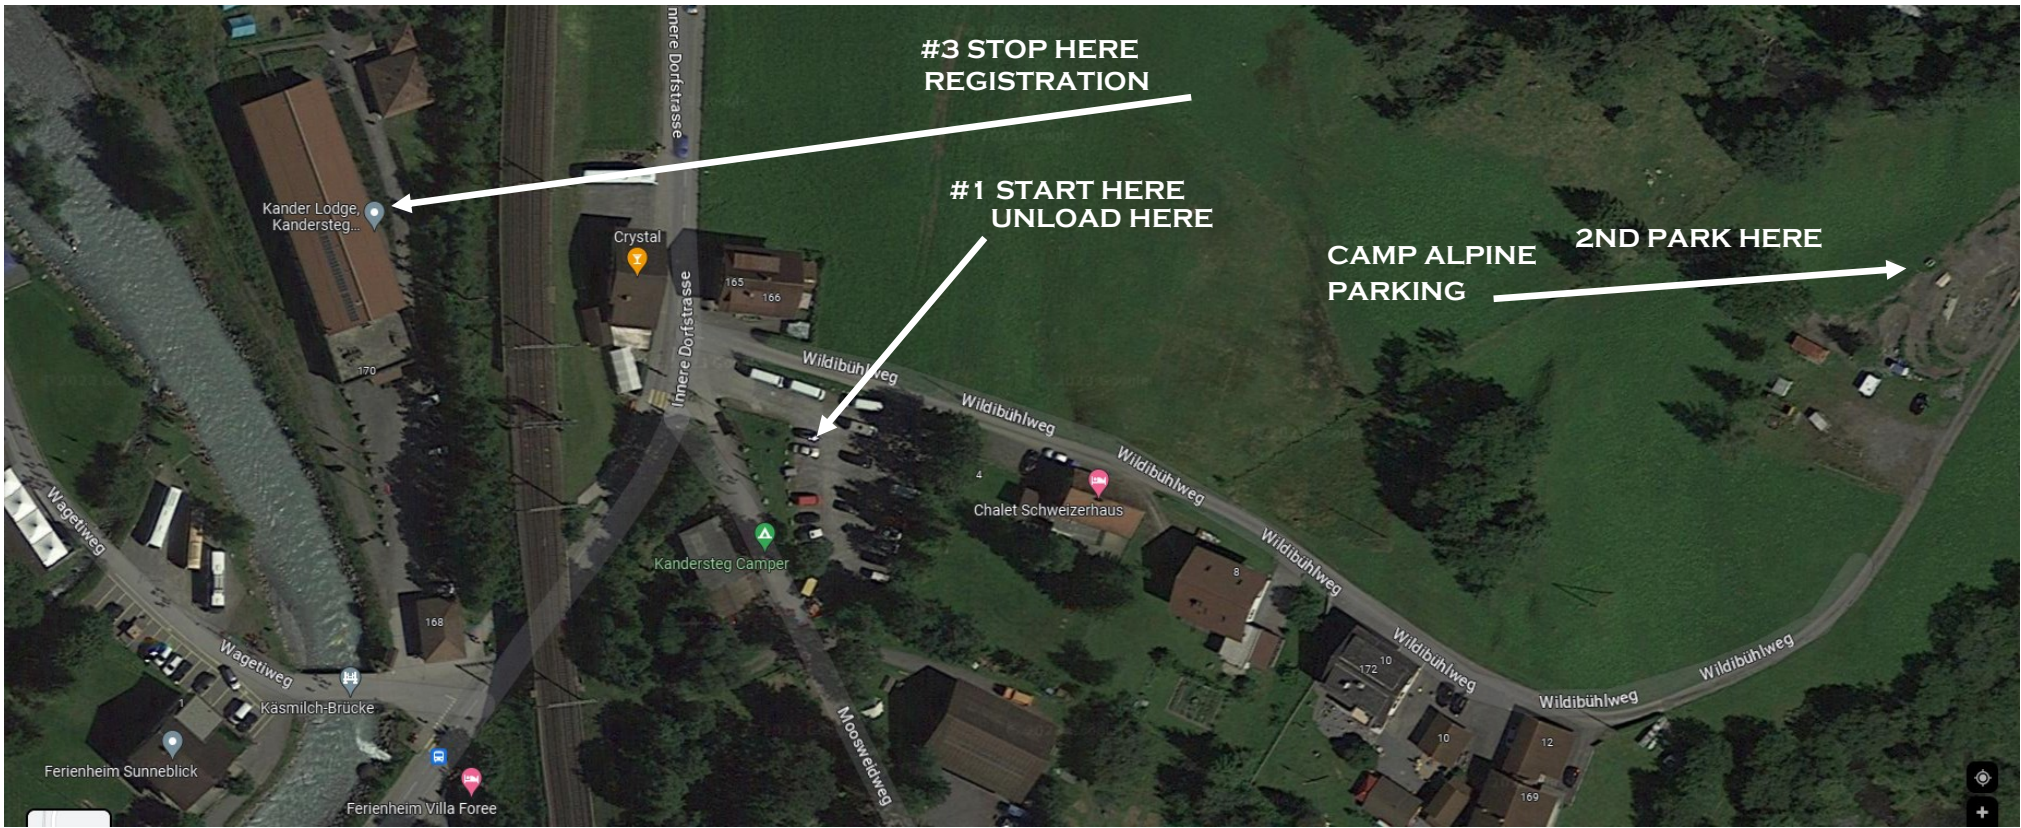 #3 STOP HERE
REGISTRATION
#1 START HERE
UNLOAD HERE
2ND PARK HERE
CAMP ALPINE
PARKING
Innere Dorfstrasse
Kander Lodge,
Kandersteg...
Crystal
165
166
Innere Dorfstrasse
170
Wildibühlweg
Wildibühlweg
Wildibühlweg
4
Chalet Schweizerhaus
Wildibühlweg
8
Kandersteg Camper
Wagetiweg
168
Wagetiweg
Käsmilch-Brücke
1
Ferienheim Sunneblick
Ferienheim Villa Foree
Moosweidweg
172
10
Wildibühlweg
Wildibühlweg
Wildibühlweg
10
12
169